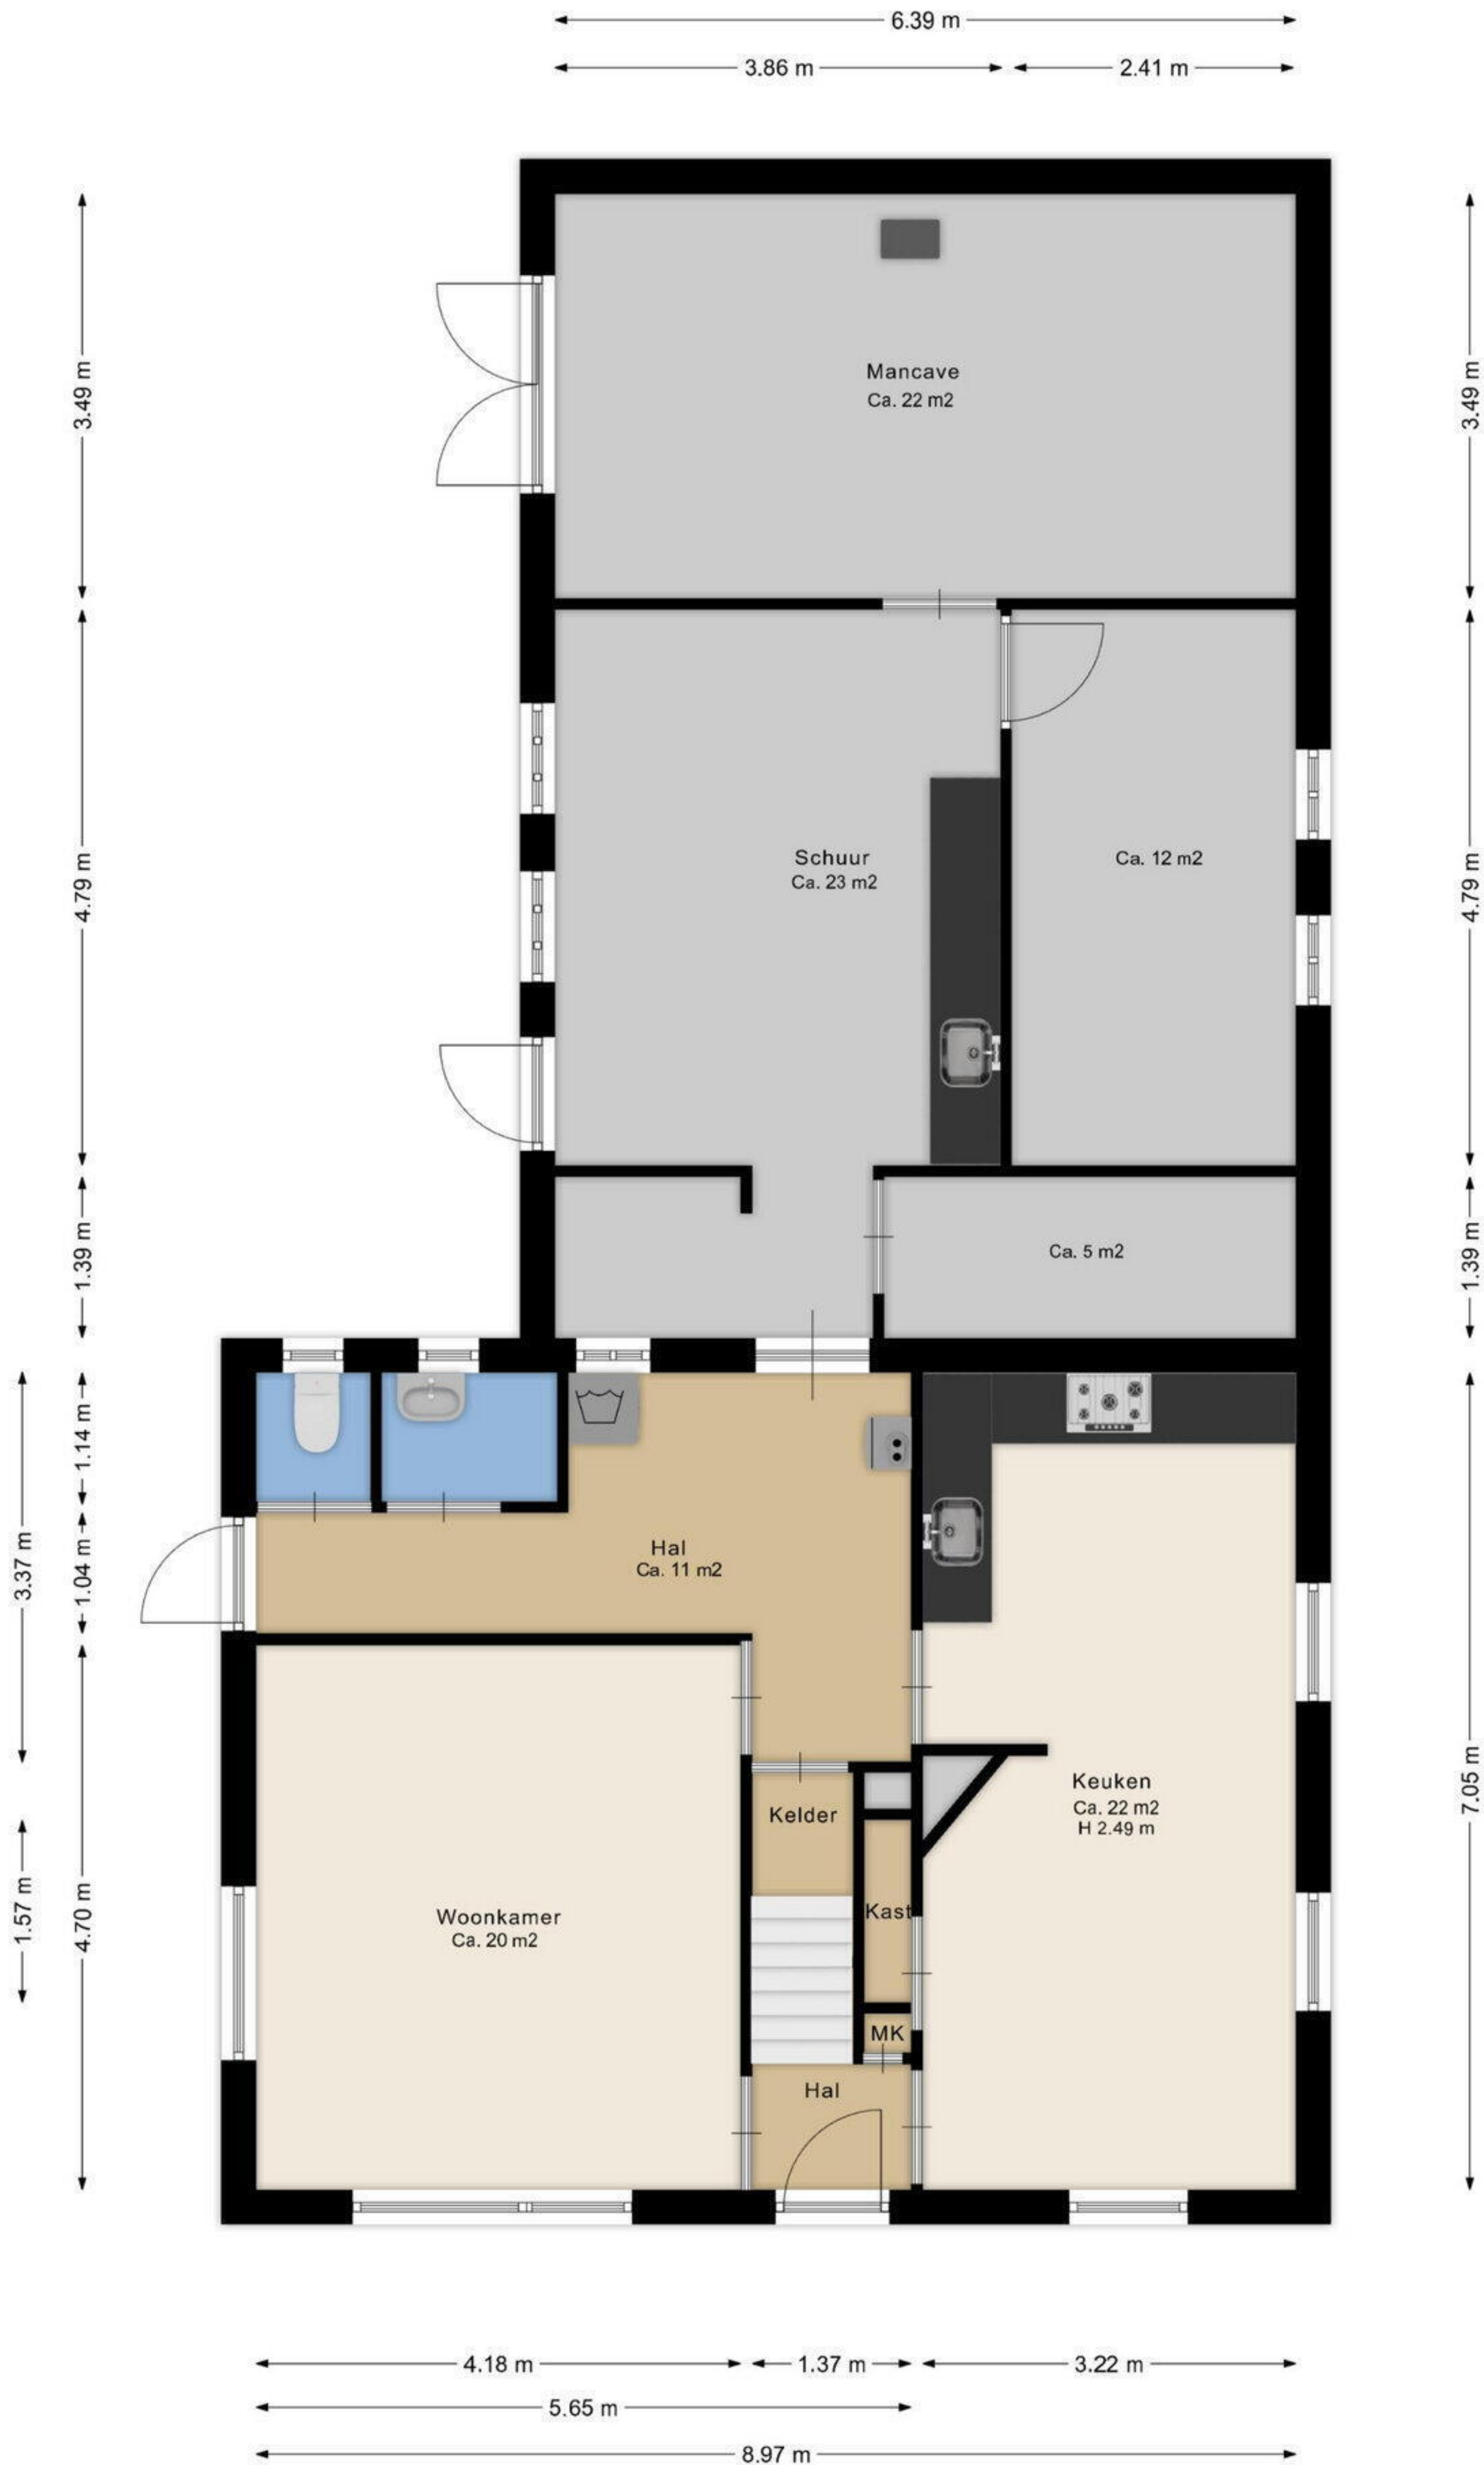 6.39 m
3.86 m
2.41 m
3.49 m
3.49 m
Mancave
Ca. 22 m2
4.79 m
4.79 m
Schuur
Ca. 23 m2
Ca. 12 m2
1.39 m
1.39 m
Ca. 5 m2
1.14 m
3.37 m
1.04 m
Hal
Ca. 11 m2
7.05 m
Keuken
Ca. 22 m2
H 2.49 m
Kelder
Kast
1.57 m
4.70 m
Woonkamer
Ca. 20 m2
MK
Hal
4.18 m
1.37 m
3.22 m
5.65 m
8.97 m